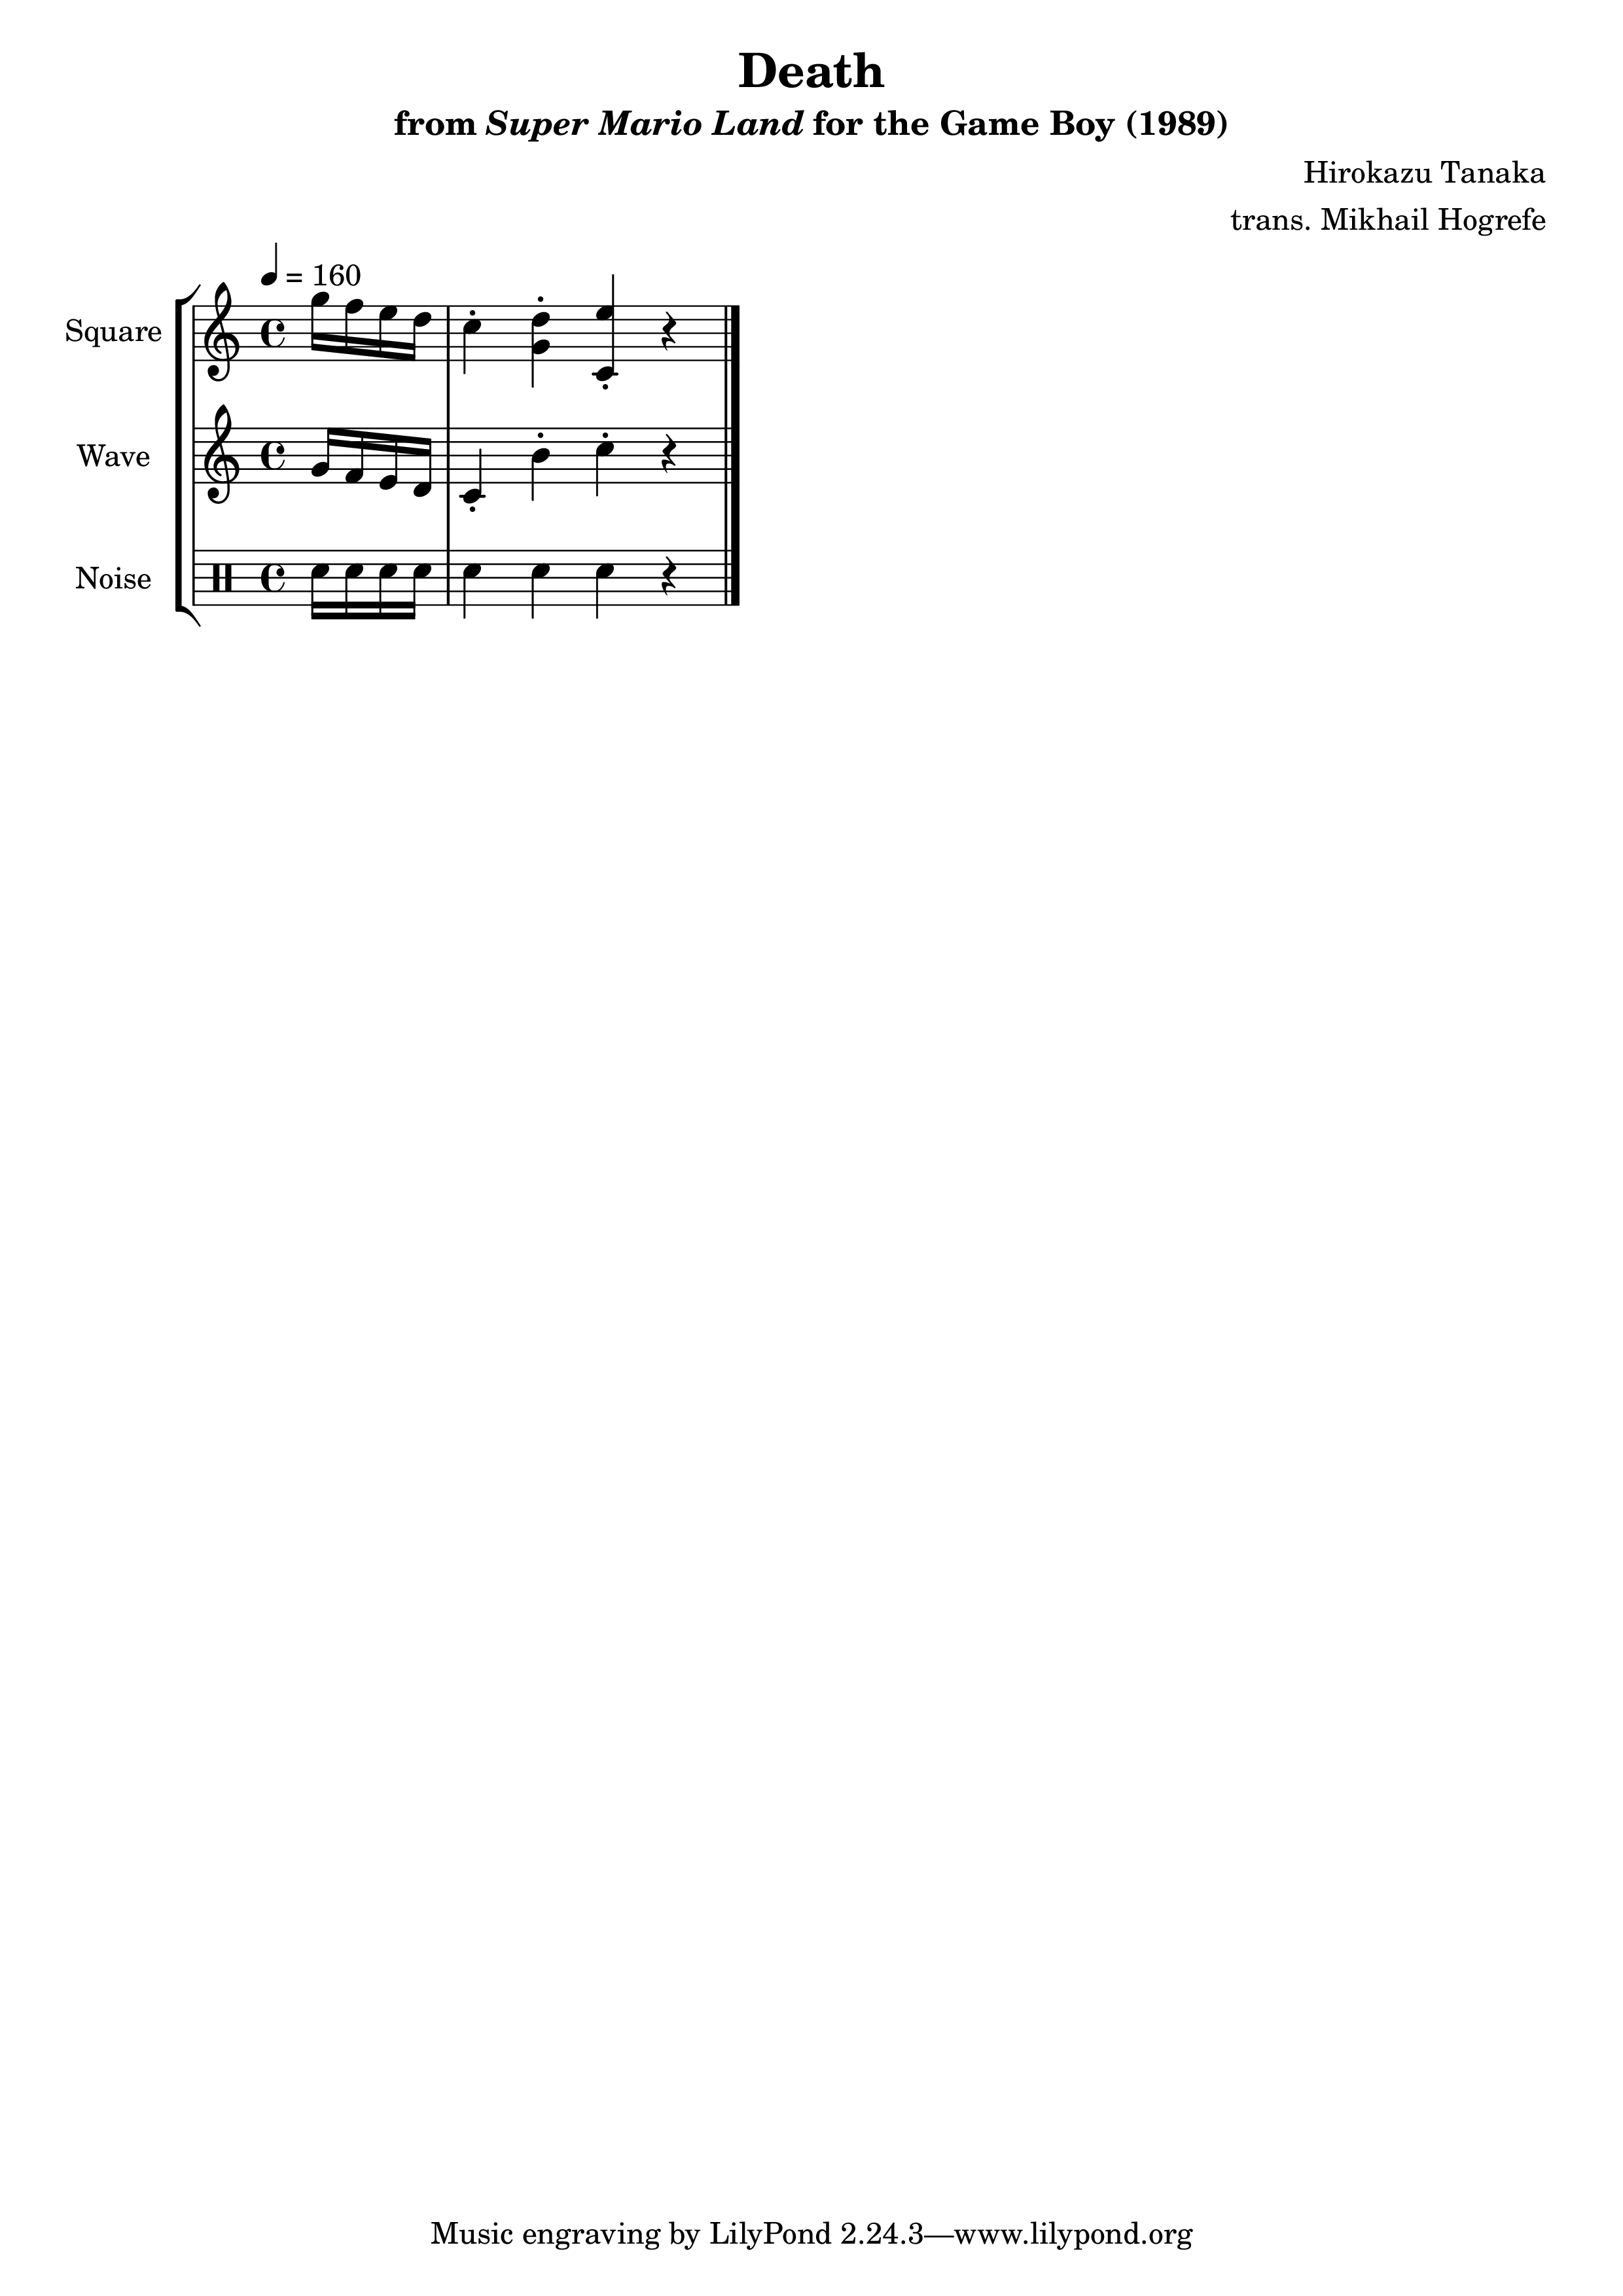 Death
from Super Mario Land for the Game Boy (1989)
Hirokazu Tanaka
trans. Mikhail Hogrefe
= 160
Square
Wave
Noise
Music engraving by LilyPond 2.24.3—www.lilypond.org